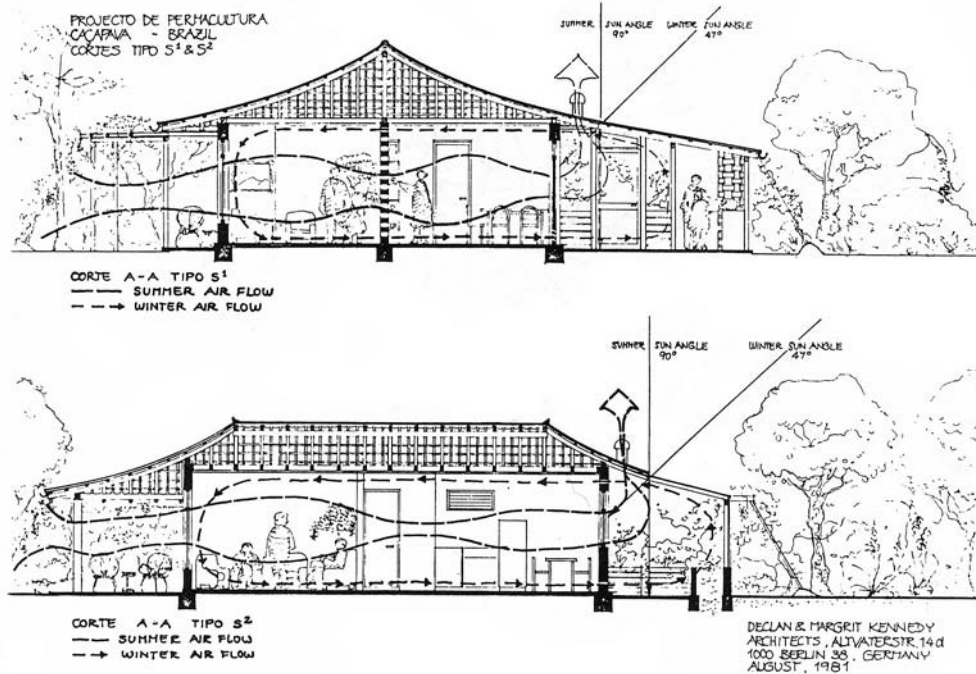 PROJECTO DE PERMACULTURA
CAÇAPAVA - BRAZIL
CORTES TIPO S¹ & S²
SUMMER SUN ANGLE
90°
WINTER SUN ANGLE
47°
CORTE A-A TIPO S¹
SUMMER AIR FLOW
WINTER AIR FLOW
SUMMER SUN ANGLE
90°
WINTER SUN ANGLE
47°
CORTE A-A TIPO S²
SUMMER AIR FLOW
WINTER AIR FLOW
DECLAN & MARGRIT KENNEDY
ARCHITECTS, ALTVATERSTR. 14d
1000 BERLIN 38. GERMANY
AUGUST, 1981